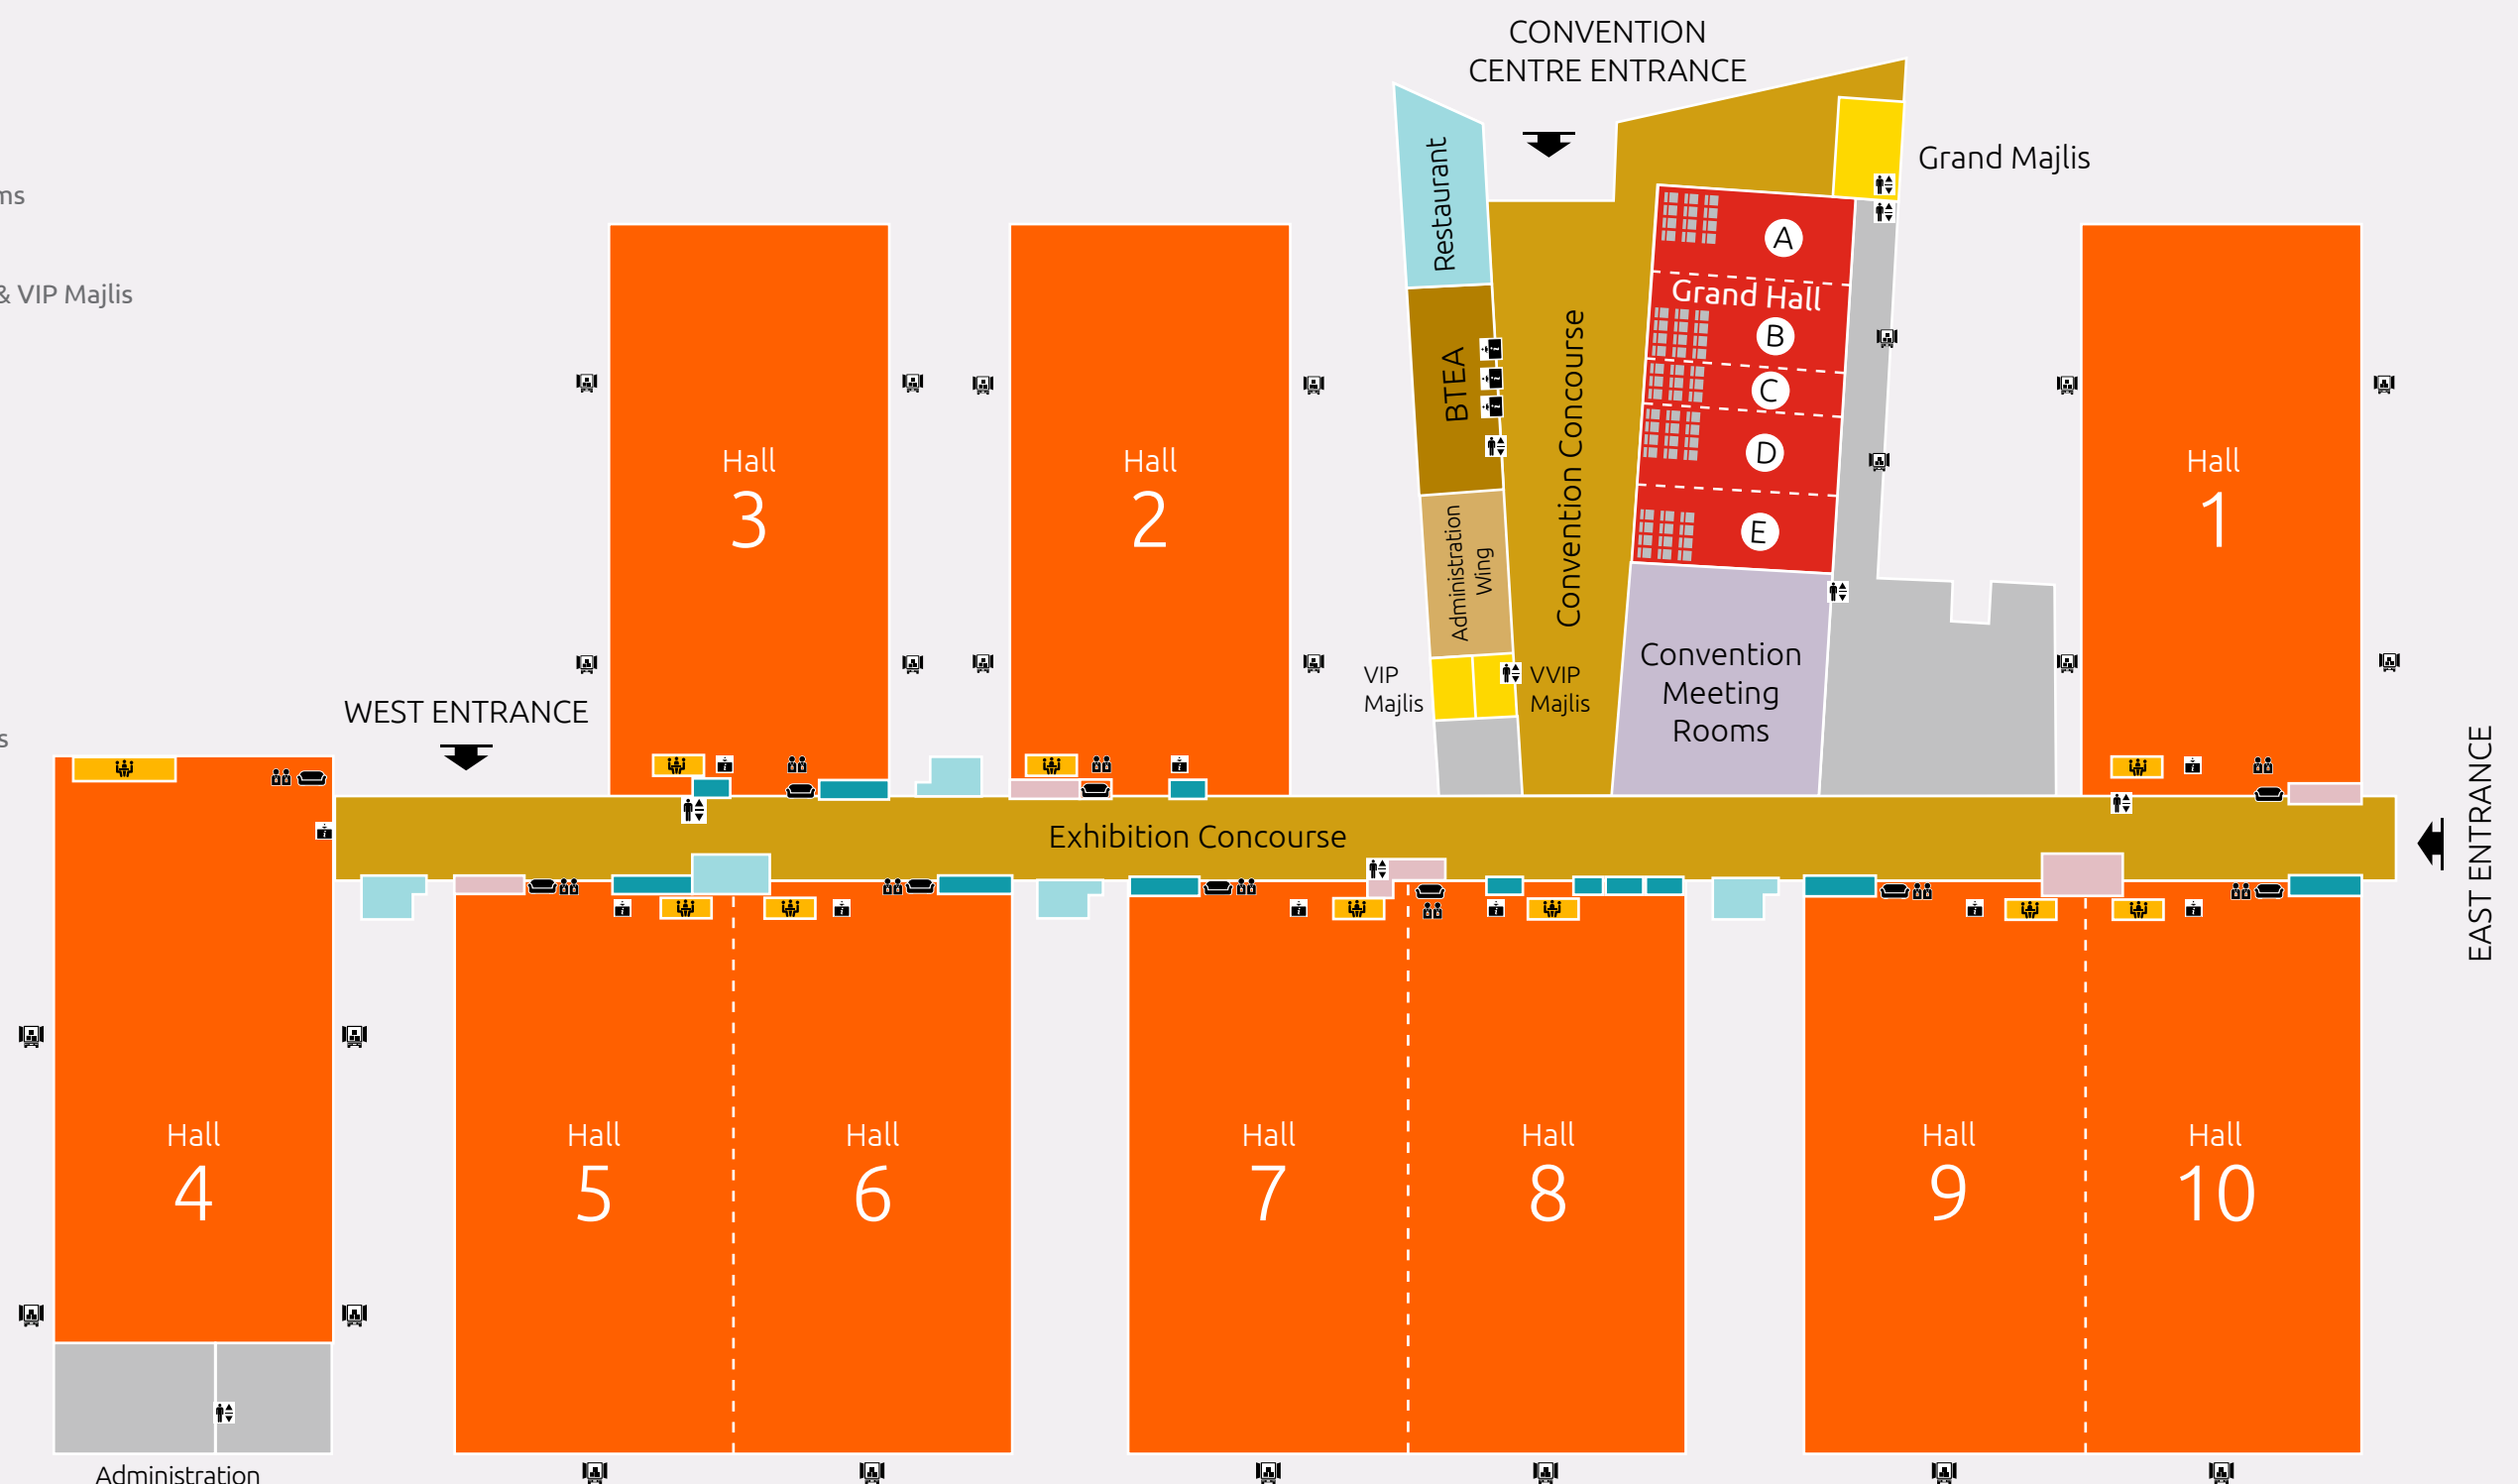 CONVENTION
CENTRE ENTRANCE
Grand Majlis
ms
& VIP Majlis
s
Restaurant
BTEA
Administration
Wing
VIP
Majlis
VVIP
Majlis
Convention Concourse
A
Grand Hall
B
C
D
E
Convention
Meeting
Rooms
Hall
3
Hall
2
Hall
1
WEST ENTRANCE
Exhibition Concourse
EAST ENTRANCE
Hall
4
Hall
5
Hall
6
Hall
7
Hall
8
Hall
9
Hall
10
Administration